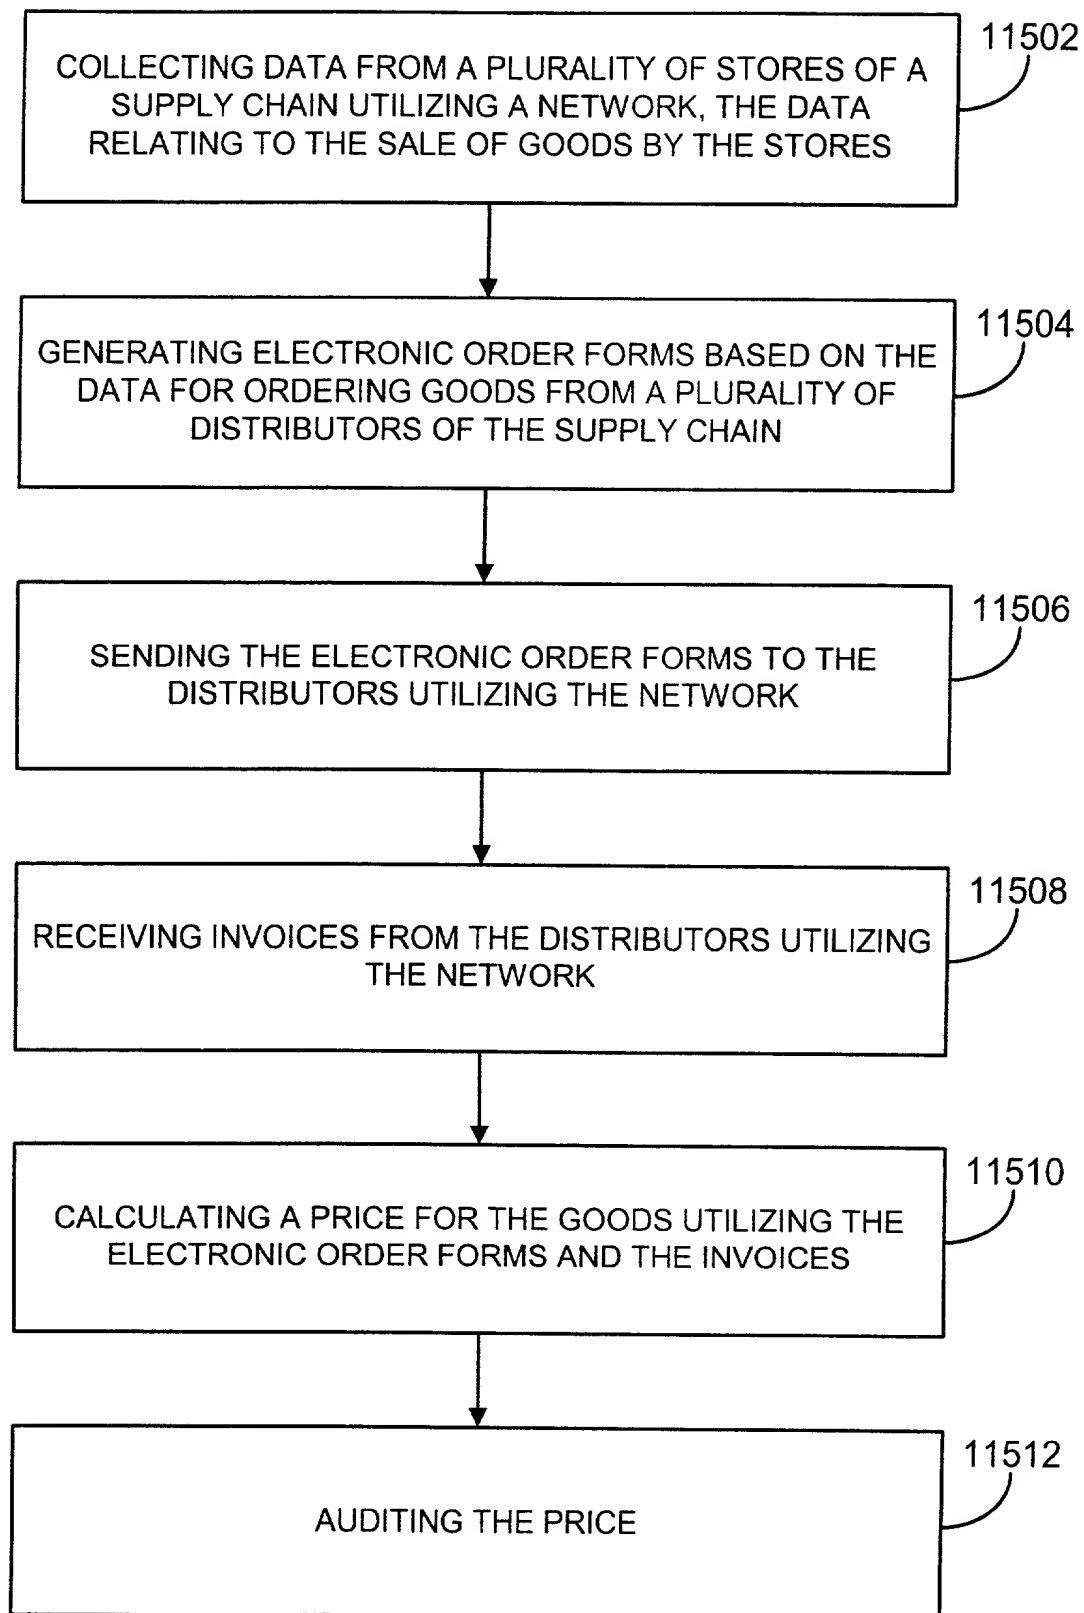 11502
COLLECTING DATA FROM A PLURALITY OF STORES OF A
SUPPLY CHAIN UTILIZING A NETWORK, THE DATA
RELATING TO THE SALE OF GOODS BY THE STORES
11504
GENERATING ELECTRONIC ORDER FORMS BASED ON THE
DATA FOR ORDERING GOODS FROM A PLURALITY OF
DISTRIBUTORS OF THE SUPPLY CHAIN
11506
SENDING THE ELECTRONIC ORDER FORMS TO THE
DISTRIBUTORS UTILIZING THE NETWORK
11508
RECEIVING INVOICES FROM THE DISTRIBUTORS UTILIZING
THE NETWORK
11510
CALCULATING A PRICE FOR THE GOODS UTILIZING THE
ELECTRONIC ORDER FORMS AND THE INVOICES
11512
AUDITING THE PRICE